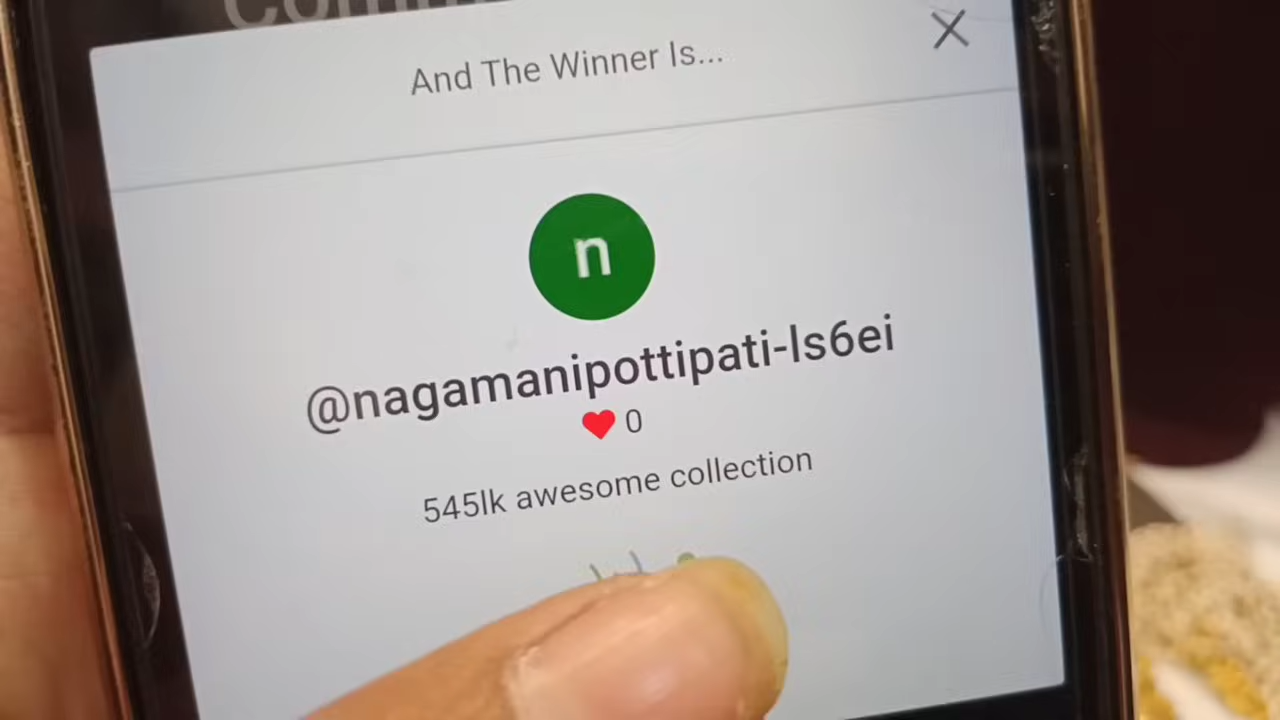 And The Winner Is...
n
@nagamanipottipati-ls6ei
0
545lk awesome collection